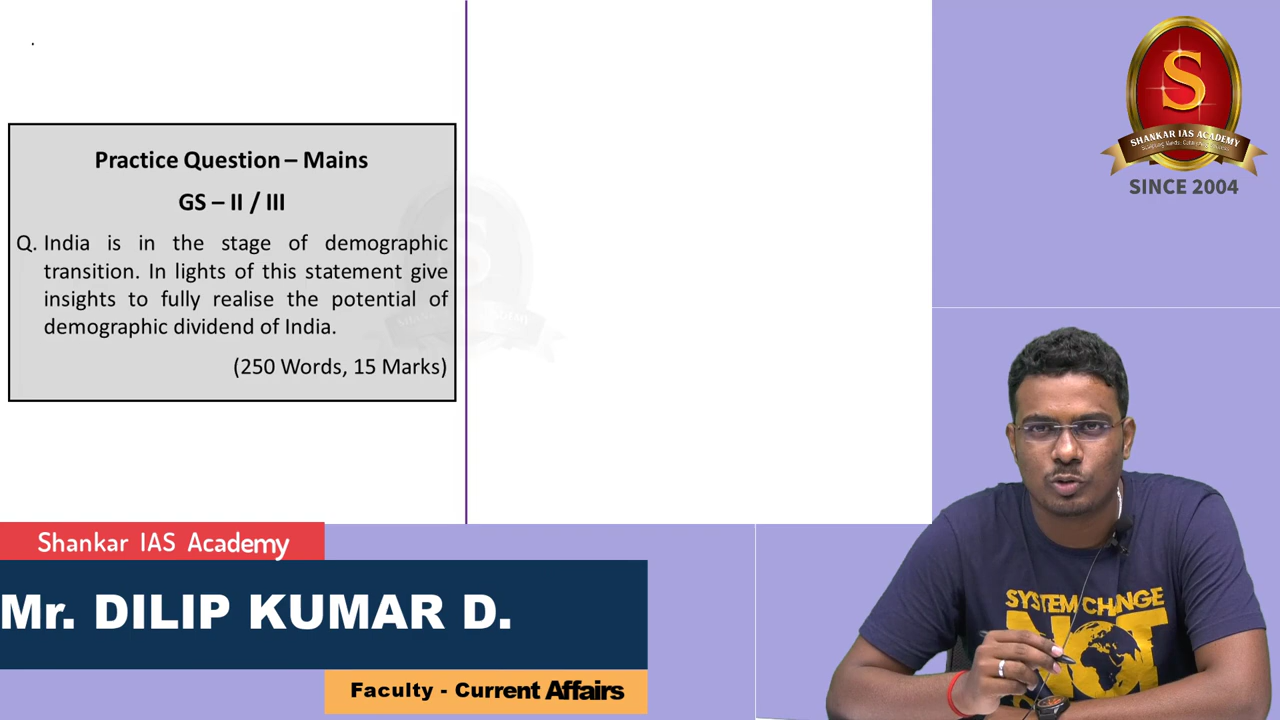 Practice Question – Mains
GS – II / III
Q. India is in the stage of demographic
transition. In lights of this statement give
insights to fully realise the potential of
demographic dividend of India.
(250 Words, 15 Marks)
S
SHANKAR IAS ACADEMY
SINCE 2004
SYSTEM CHANGE
NOT
Shankar IAS Academy
Mr. DILIP KUMAR D.
Faculty - Current Affairs